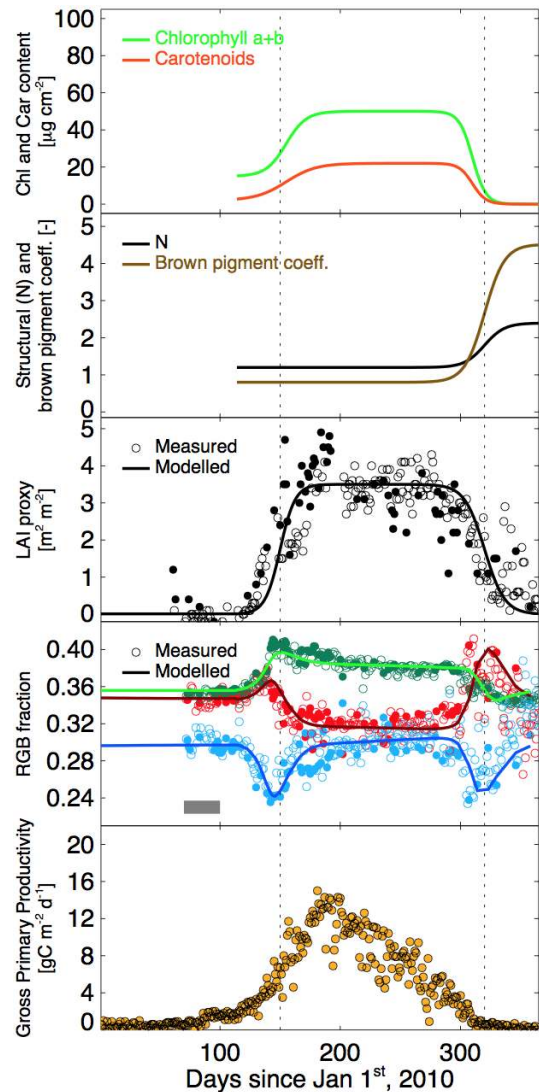 Chl and Car content
[μg cm⁻²]
100
80
60
40
20
0
Chlorophyll a+b
Carotenoids
Structural (N) and
brown pigment coeff. [-]
5
4
3
2
1
0
N
Brown pigment coeff.
LAI proxy
[m² m⁻²]
5
4
3
2
1
0
Measured
Modelled
RGB fraction
0.40
0.36
0.32
0.28
0.24
Measured
Modelled
Gross Primary Productivity
[gC m⁻² d⁻¹]
20
16
12
8
4
0
100 200 300
Days since Jan 1ˢᵗ, 2010